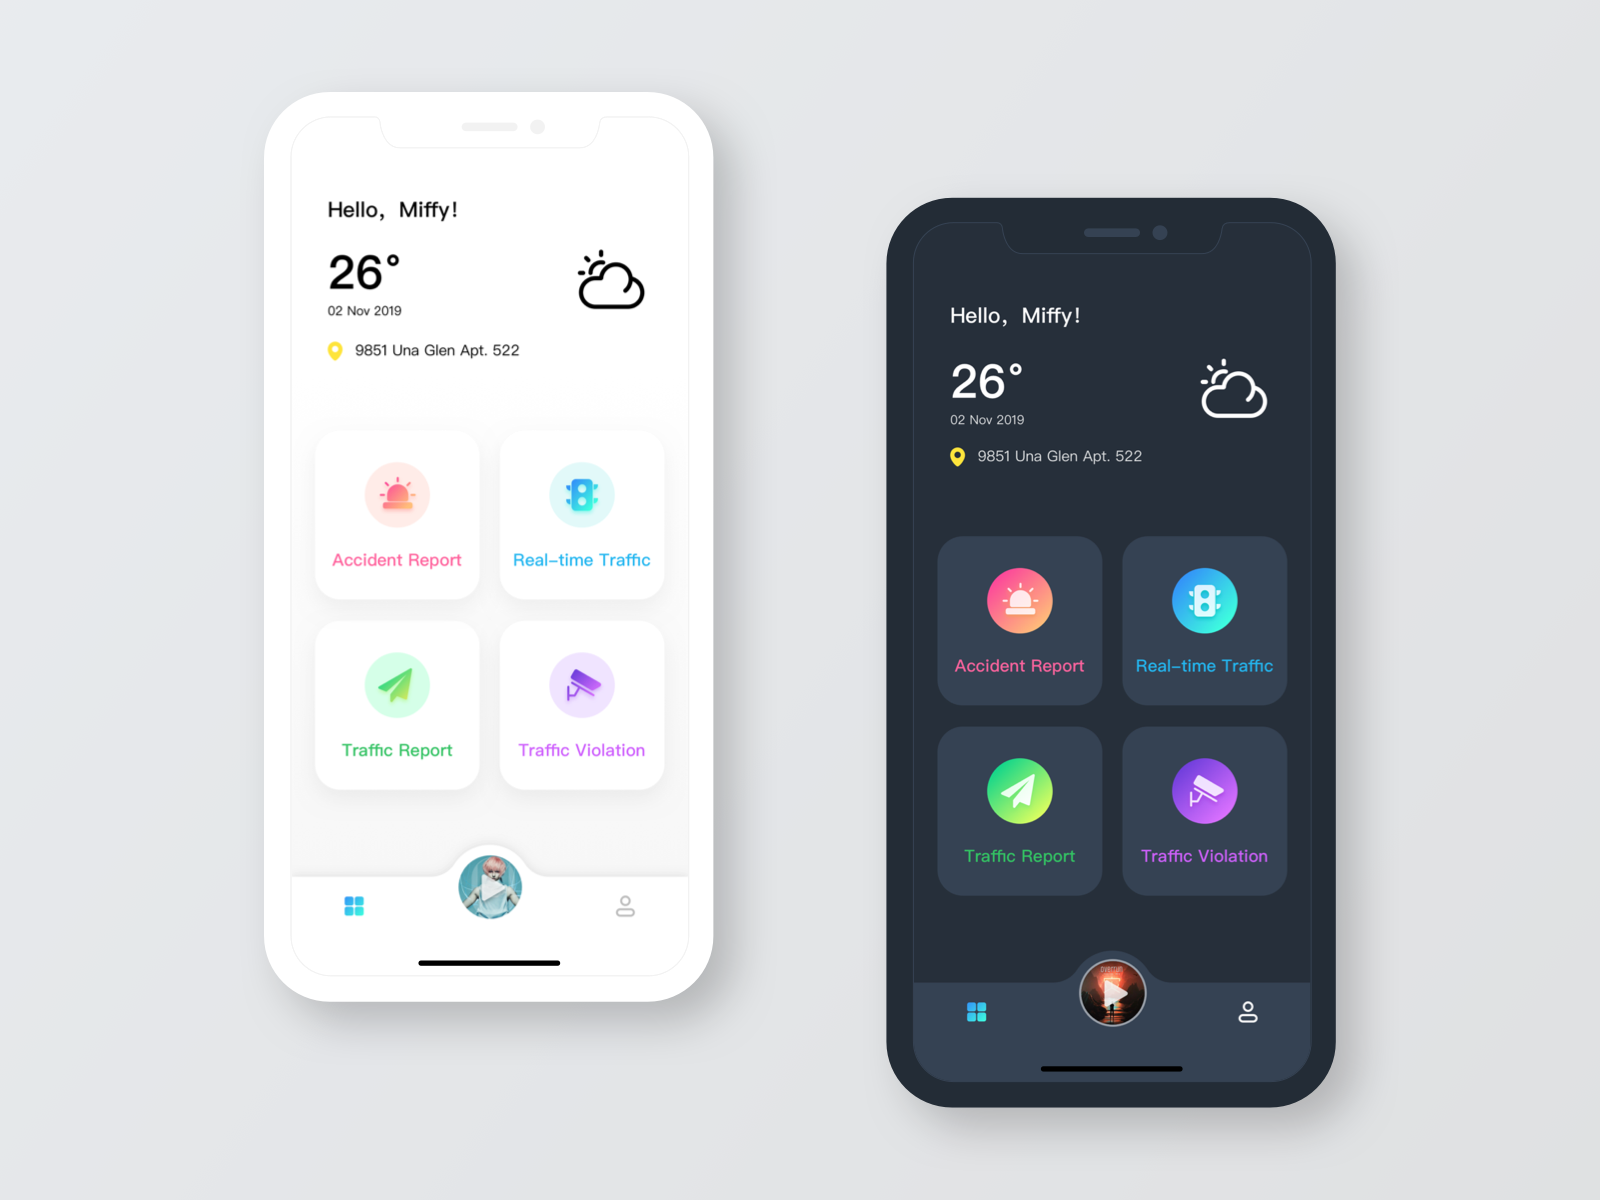 Hello, Miffy!
26°
02 Nov 2019
9851 Una Glen Apt. 522
Accident Report
Real-time Traffic
Traffic Report
Traffic Violation
Hello, Miffy!
26°
02 Nov 2019
9851 Una Glen Apt. 522
Accident Report
Real-time Traffic
Traffic Report
Traffic Violation